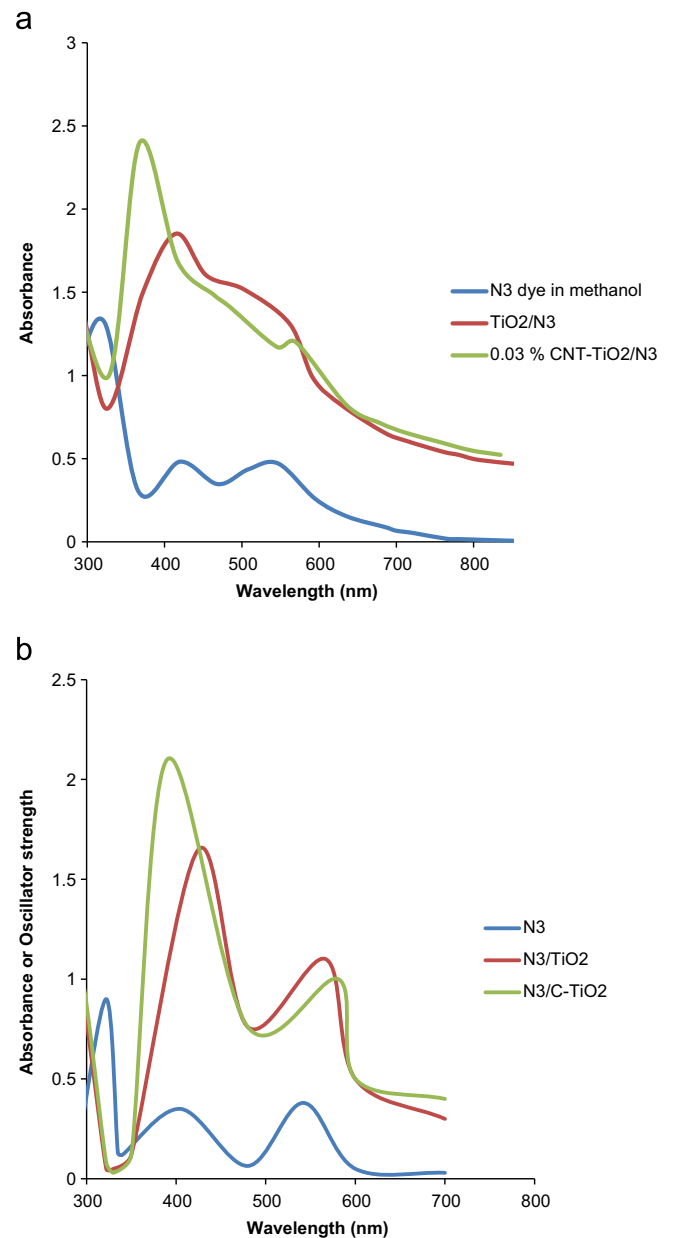 a
3
2.5
2
1.5
1
0.5
0
Absorbance
300 400 500 600 700 800
Wavelength (nm)
N3 dye in methanol
TiO2/N3
0.03 % CNT-TiO2/N3
b
2.5
2
1.5
1
0.5
0
Absorbance or Oscillator strength
300 400 500 600 700 800
Wavelength (nm)
N3
N3/TiO2
N3/C-TiO2